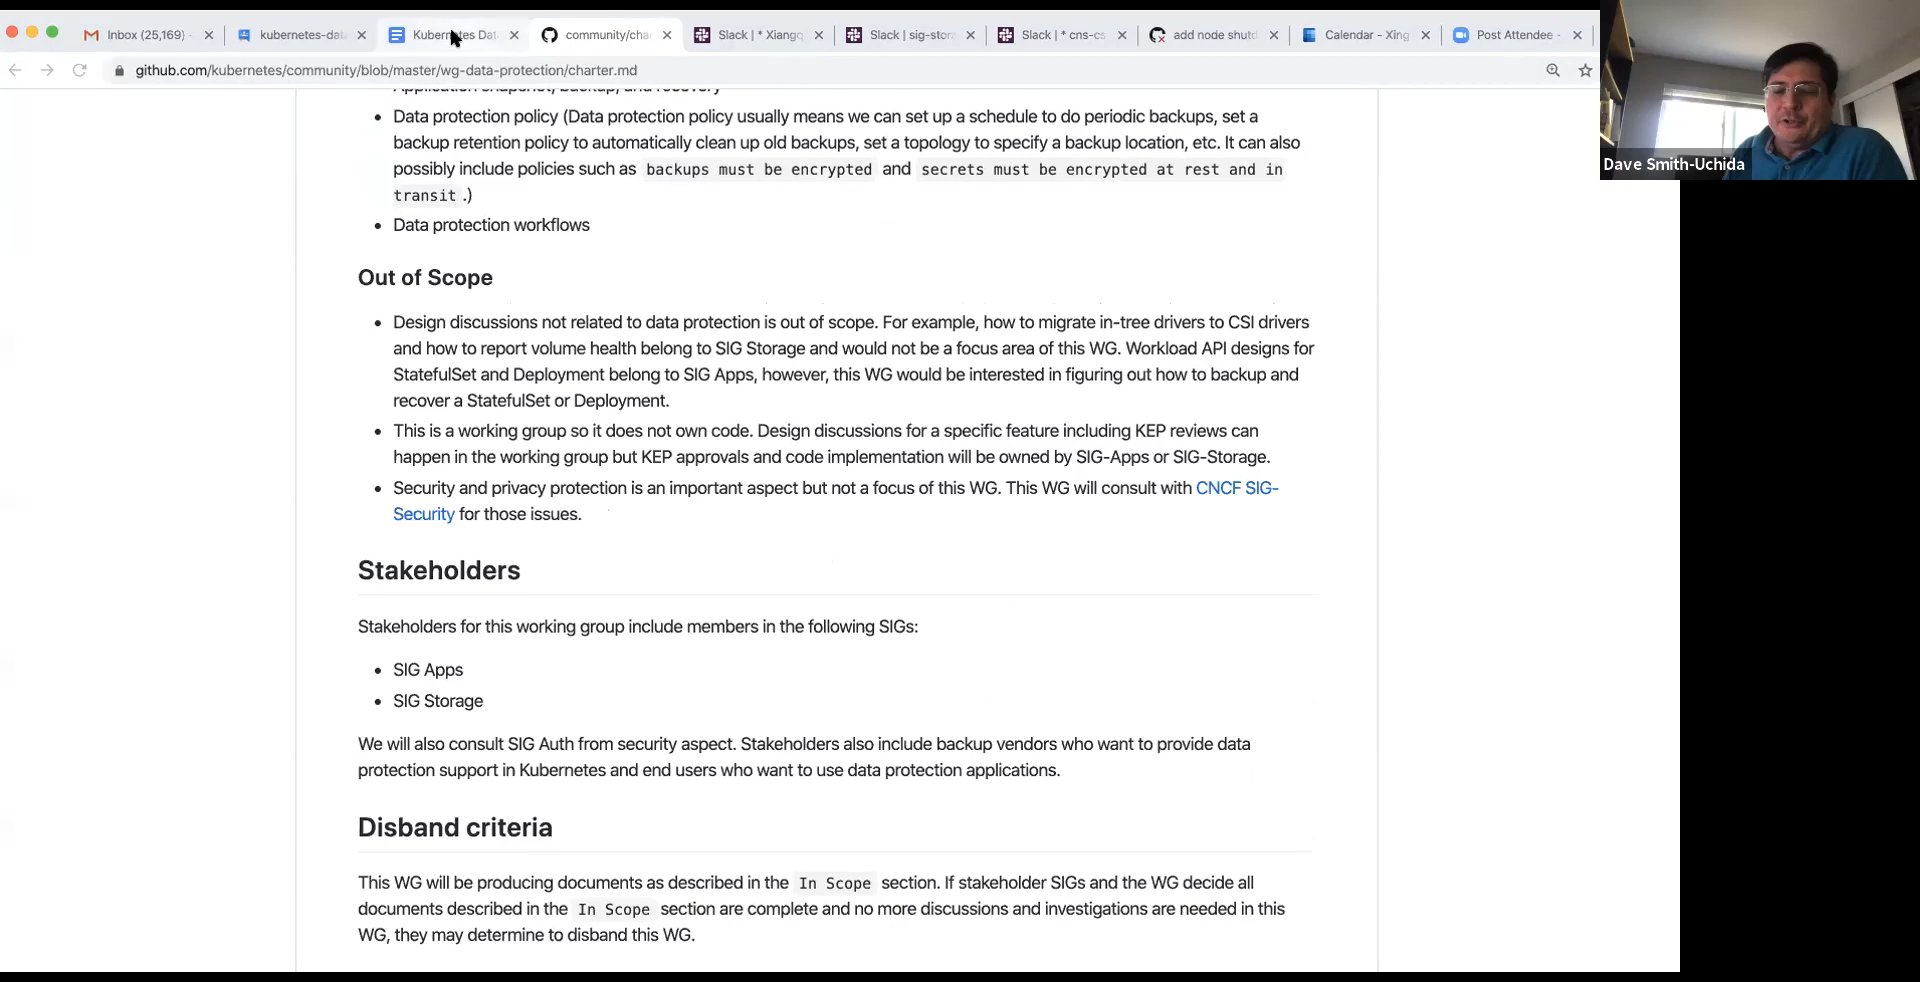 Inbox (25,169) -
kubernetes-dat
Kubernetes Dat
community/cha
Slack | * Xiangq
Slack | sig-stora
Slack | * cns-cs
add node shutd
Calendar - Xing
Post Attendee -
github.com/kubernetes/community/blob/master/wg-data-protection/charter.md
Dave Smith-Uchida
Application snapshot, backup, and recovery
• Data protection policy (Data protection policy usually means we can set up a schedule to do periodic backups, set a
backup retention policy to automatically clean up old backups, set a topology to specify a backup location, etc. It can also
possibly include policies such as backups must be encrypted and secrets must be encrypted at rest and in
transit .)
• Data protection workflows
Out of Scope
• Design discussions not related to data protection is out of scope. For example, how to migrate in-tree drivers to CSI drivers
and how to report volume health belong to SIG Storage and would not be a focus area of this WG. Workload API designs for
StatefulSet and Deployment belong to SIG Apps, however, this WG would be interested in figuring out how to backup and
recover a StatefulSet or Deployment.
• This is a working group so it does not own code. Design discussions for a specific feature including KEP reviews can
happen in the working group but KEP approvals and code implementation will be owned by SIG-Apps or SIG-Storage.
• Security and privacy protection is an important aspect but not a focus of this WG. This WG will consult with CNCF SIG-
Security for those issues.
Stakeholders
Stakeholders for this working group include members in the following SIGs:
• SIG Apps
• SIG Storage
We will also consult SIG Auth from security aspect. Stakeholders also include backup vendors who want to provide data
protection support in Kubernetes and end users who want to use data protection applications.
Disband criteria
This WG will be producing documents as described in the In Scope section. If stakeholder SIGs and the WG decide all
documents described in the In Scope section are complete and no more discussions and investigations are needed in this
WG, they may determine to disband this WG.